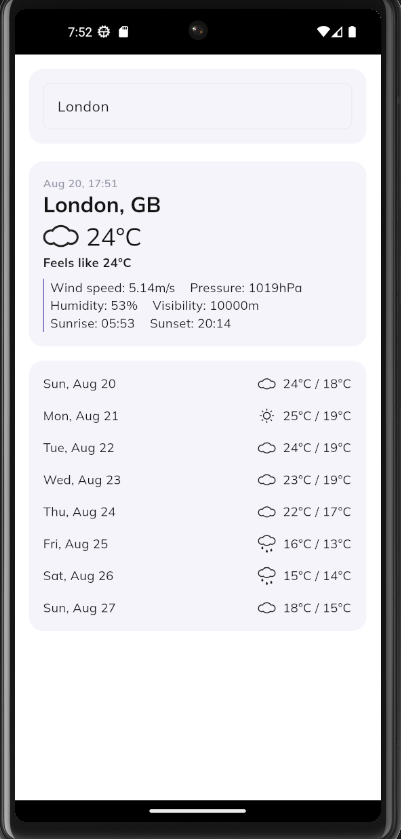 7:52
London
Aug 20, 17:51
London, GB
24°C
Feels like 24°C
Wind speed: 5.14m/s Pressure: 1019hPa
Humidity: 53% Visibility: 10000m
Sunrise: 05:53 Sunset: 20:14
Sun, Aug 20 24°C / 18°C
Mon, Aug 21 25°C / 19°C
Tue, Aug 22 24°C / 19°C
Wed, Aug 23 23°C / 19°C
Thu, Aug 24 22°C / 17°C
Fri, Aug 25 16°C / 13°C
Sat, Aug 26 15°C / 14°C
Sun, Aug 27 18°C / 15°C